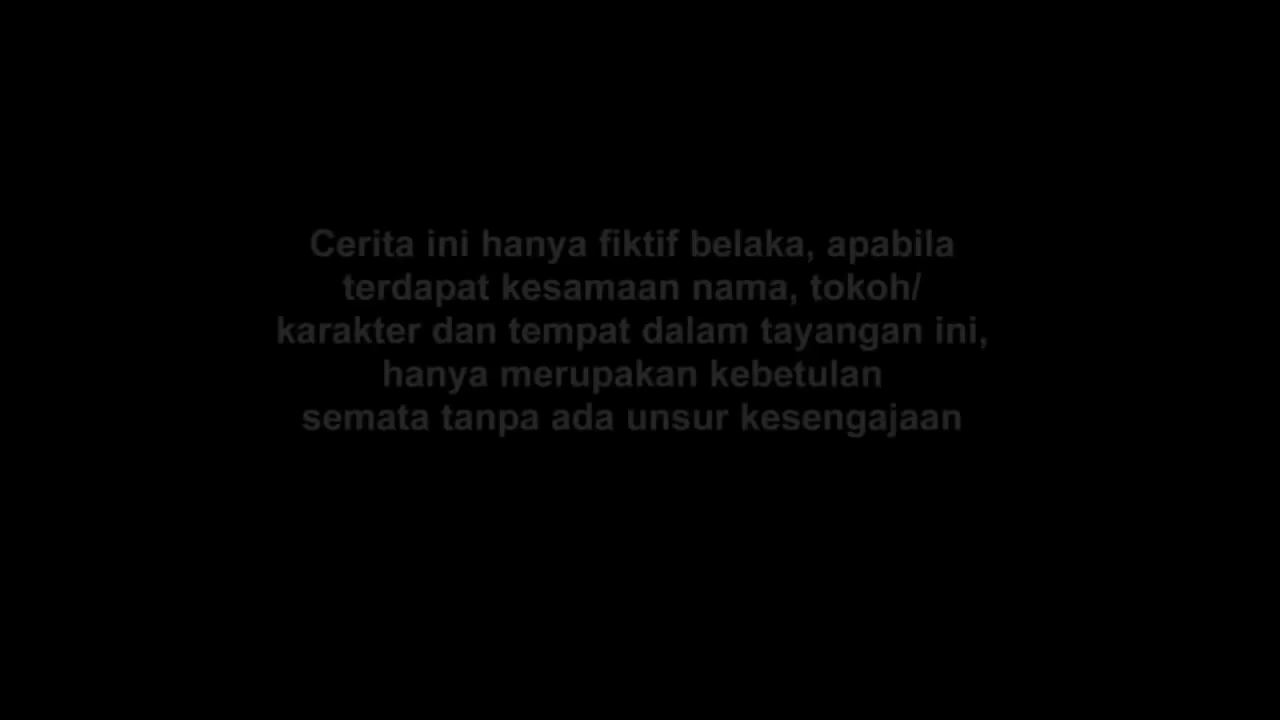 Cerita ini hanya fiktif belaka, apabila
terdapat kesamaan nama, tokoh/
karakter dan tempat dalam tayangan ini,
hanya merupakan kebetulan
semata tanpa ada unsur kesengajaan